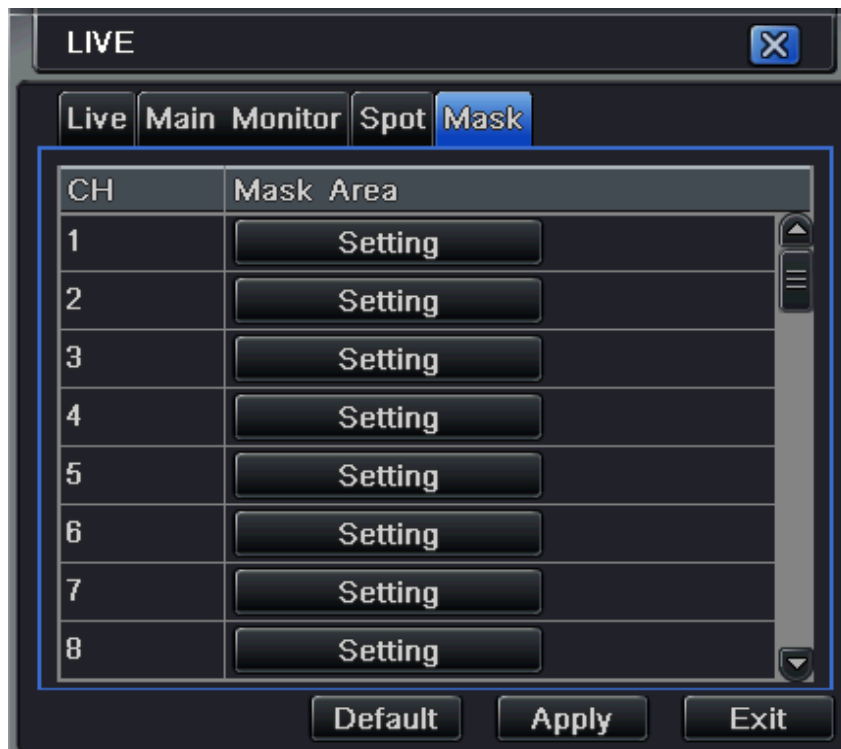 LIVE
Live Main Monitor Spot Mask
CH Mask Area
1 Setting
2 Setting
3 Setting
4 Setting
5 Setting
6 Setting
7 Setting
8 Setting
Default Apply Exit